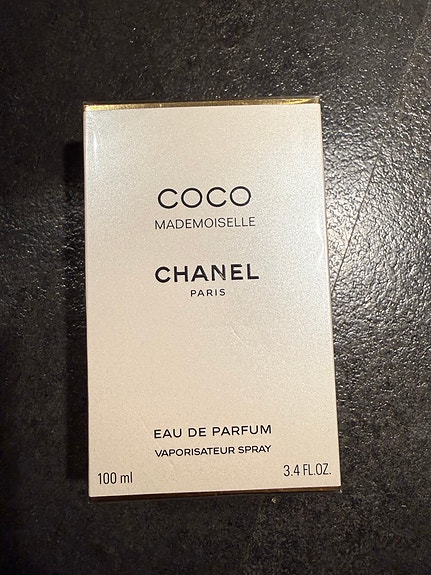 COCO
MADEMOISELLE
CHANEL
PARIS
EAU DE PARFUM
VAPORISATEUR SPRAY
100 ml 3.4 FL.OZ.